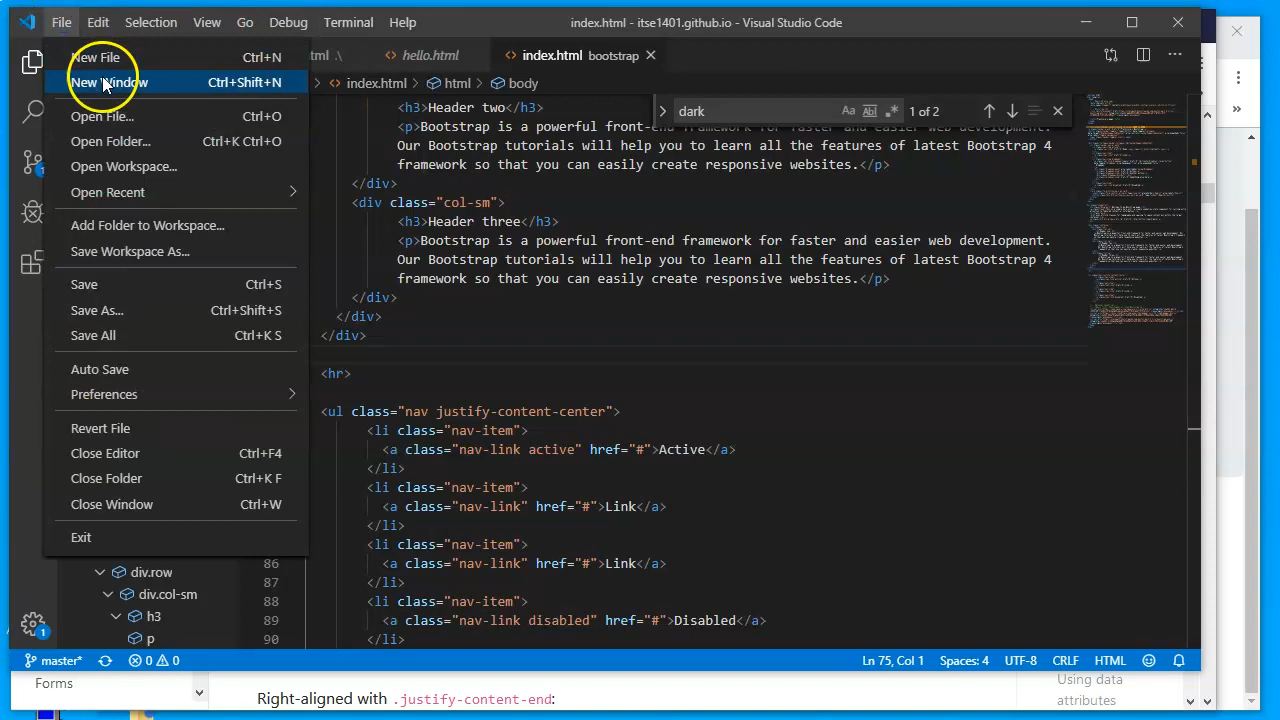 File Edit Selection View Go Debug Terminal Help index.html - itse1401.github.io - Visual Studio Code
tml .\ hello.html index.html bootstrap
New File Ctrl+N
New Window Ctrl+Shift+N
Open File... Ctrl+O
Open Folder... Ctrl+K Ctrl+O
Open Workspace...
Open Recent
Add Folder to Workspace...
Save Workspace As...
Save Ctrl+S
Save As... Ctrl+Shift+S
Save All Ctrl+K S
Auto Save
Preferences
Revert File
Close Editor Ctrl+F4
Close Folder Ctrl+K F
Close Window Ctrl+W
Exit
index.html html body
dark 1 of 2
<h3>Header two</h3>
<p>Bootstrap is a powerful front-end framework for faster and easier web development.
Our Bootstrap tutorials will help you to learn all the features of latest Bootstrap 4
framework so that you can easily create responsive websites.</p>
</div>
<div class="col-sm">
<h3>Header three</h3>
<p>Bootstrap is a powerful front-end framework for faster and easier web development.
Our Bootstrap tutorials will help you to learn all the features of latest Bootstrap 4
framework so that you can easily create responsive websites.</p>
</div>
</div>
</div>
<hr>
<ul class="nav justify-content-center">
<li class="nav-item">
<a class="nav-link active" href="#">Active</a>
</li>
<li class="nav-item">
<a class="nav-link" href="#">Link</a>
</li>
<li class="nav-item">
<a class="nav-link" href="#">Link</a>
</li>
<li class="nav-item">
<a class="nav-link disabled" href="#">Disabled</a>
</li>
86
87
88
89
90
div.row
div.col-sm
h3
p
1
1
master* 0 0 Ln 75, Col 1 Spaces: 4 UTF-8 CRLF HTML
Forms
Right-aligned with .justify-content-end:
Using data
attributes